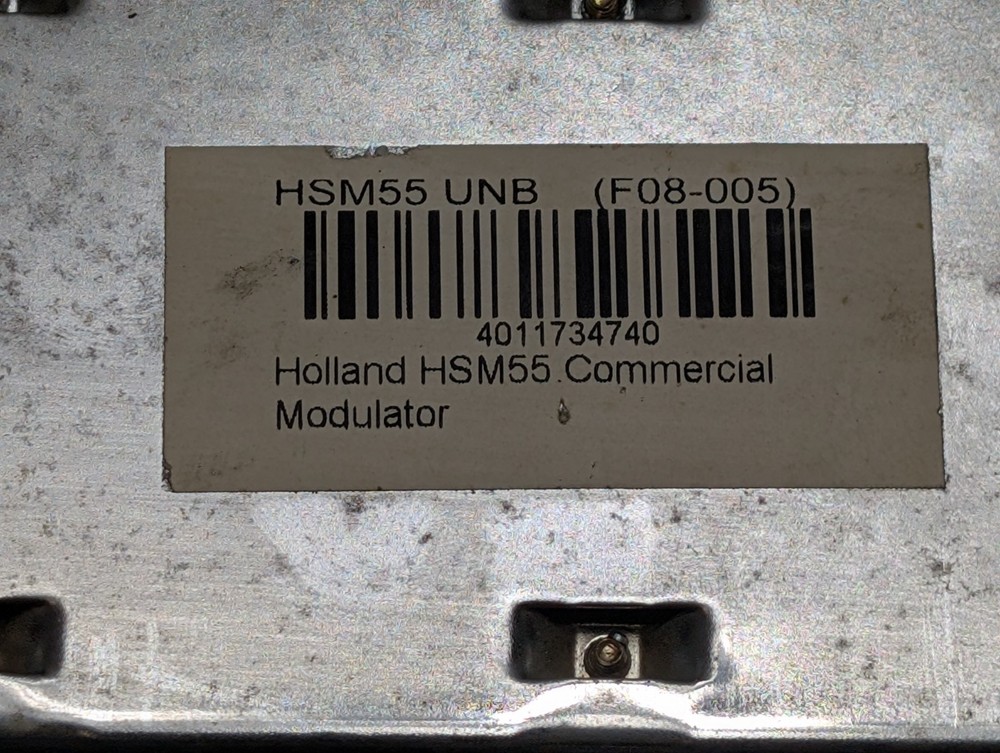 HSM55 UNB (F08-005)
4011734740
Holland HSM55 Commercial
Modulator